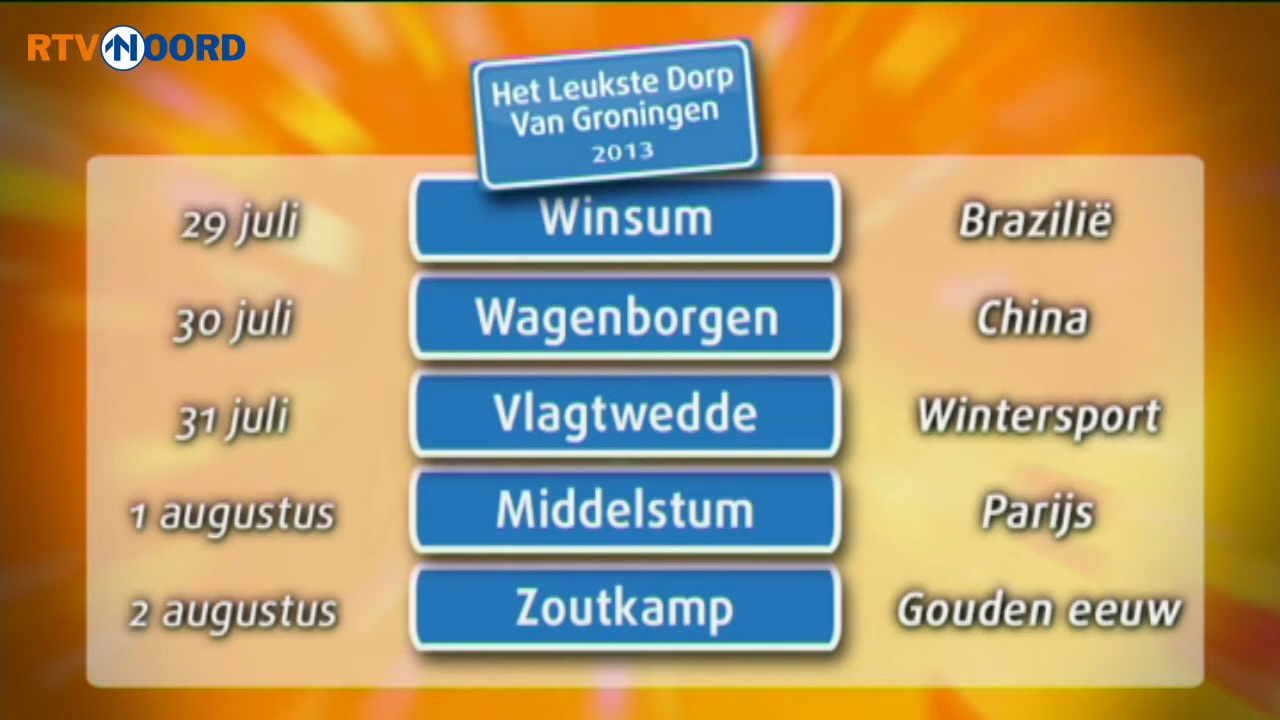 RTV NOORD
Het Leukste Dorp
Van Groningen
2013
29 juli Winsum Brazilië
30 juli Wagenborgen China
31 juli Vlagtwedde Wintersport
1 augustus Middelstum Parijs
2 augustus Zoutkamp Gouden eeuw